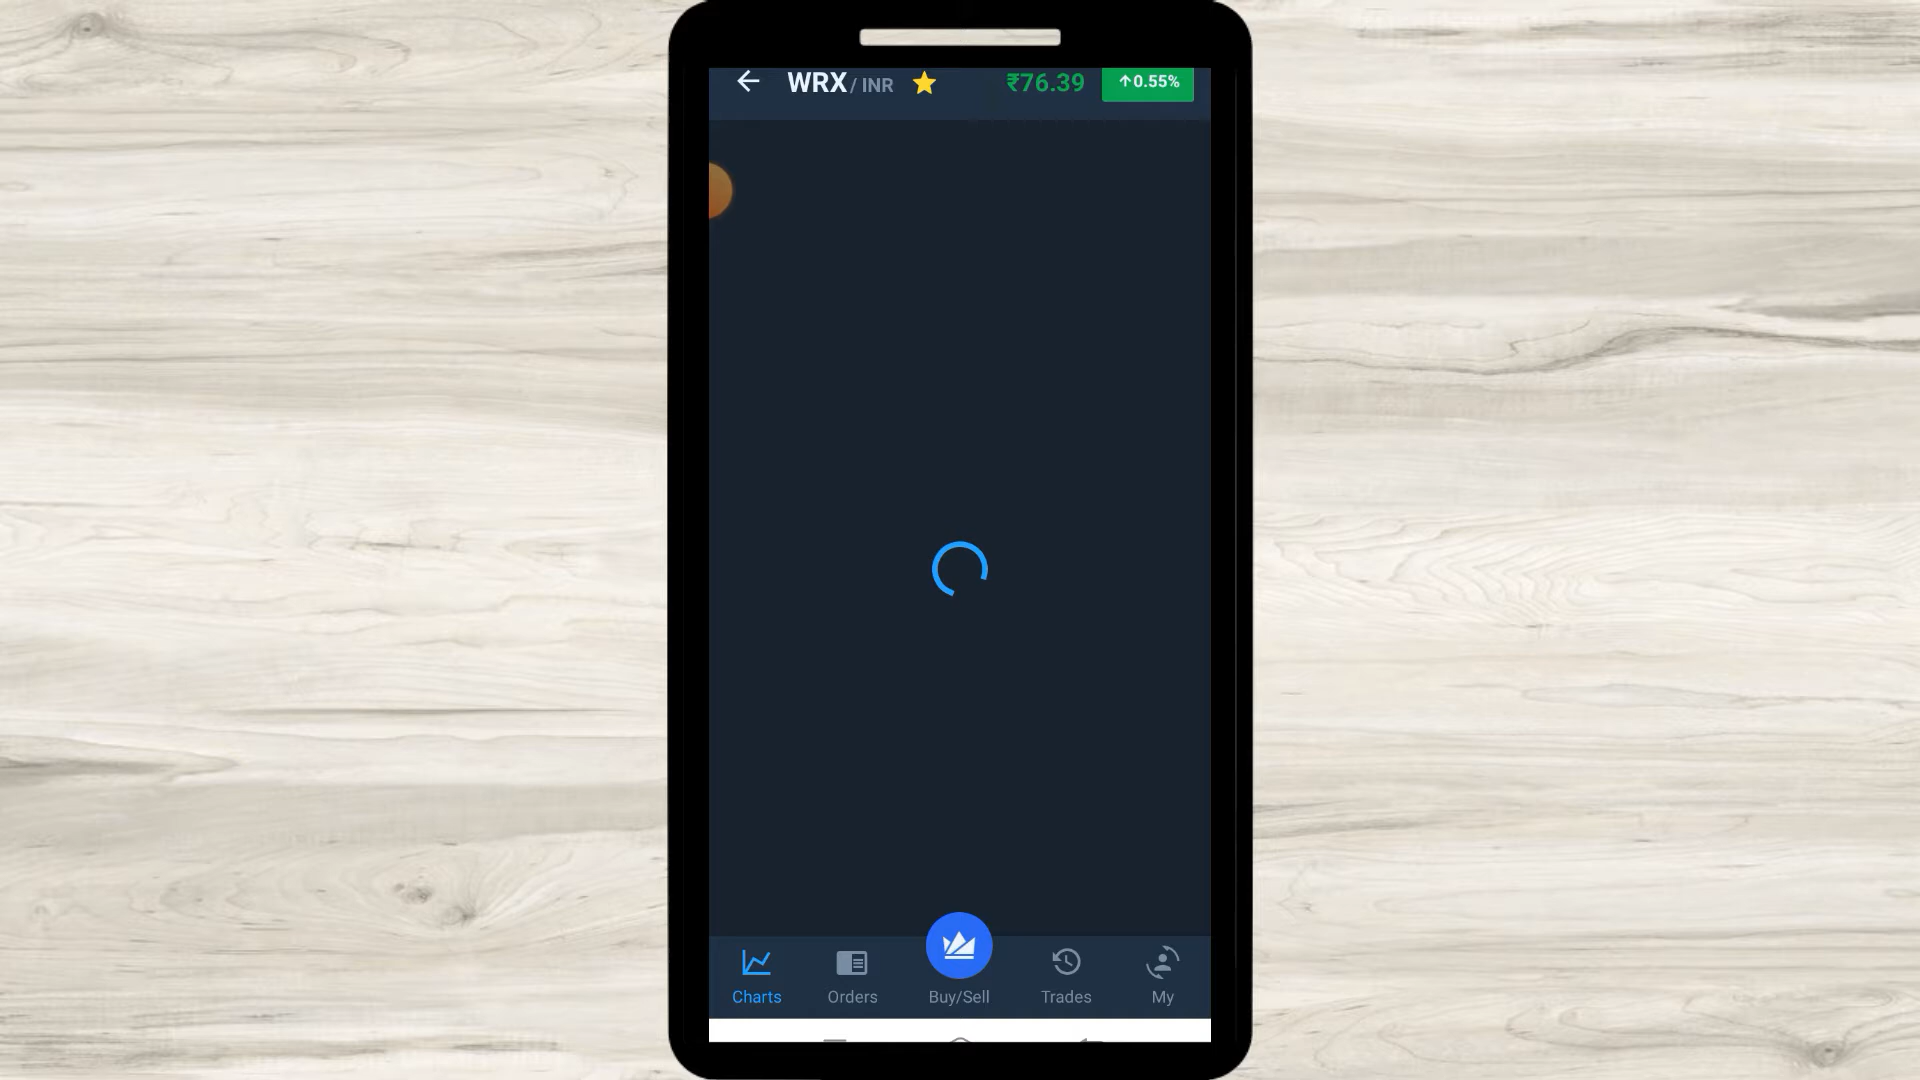 WRX / INR ₹76.39 ↑0.55%
Charts Orders Buy/Sell Trades My